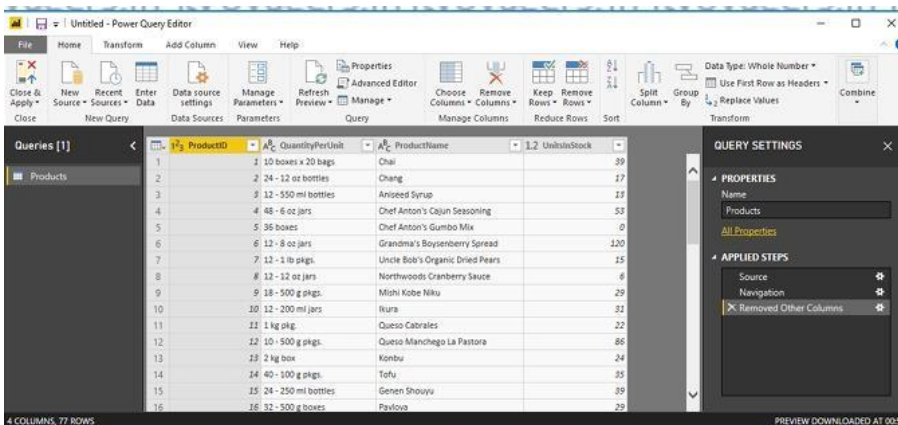 Untitled - Power Query Editor
File Home Transform Add Column View Help
Close & Apply
New Source
Recent Sources
Enter Data
Data source settings
Manage Parameters
Refresh Preview
Properties
Advanced Editor
Manage
Choose Columns
Remove Columns
Keep Rows
Remove Rows
Split Column
Group By
Data Type: Whole Number
Use First Row as Headers
Replace Values
Combine
Close New Query Data Sources Parameters Query Manage Columns Reduce Rows Sort Transform
Queries [1]
Products
ProductID QuantityPerUnit ProductName 1.2 UnitsInStock
1 1 10 boxes x 20 bags Chai 39
2 2 24 - 12 oz bottles Chang 17
3 3 12 - 550 ml bottles Aniseed Syrup 13
4 4 48 - 6 oz jars Chef Anton's Cajun Seasoning 53
5 5 36 boxes Chef Anton's Gumbo Mix 0
6 6 12 - 8 oz jars Grandma's Boysenberry Spread 120
7 7 12 - 1 lb pkgs. Uncle Bob's Organic Dried Pears 15
8 8 12 - 12 oz jars Northwoods Cranberry Sauce 6
9 9 18 - 500 g pkgs. Mishi Kobe Niku 29
10 10 12 - 200 ml jars Ikura 31
11 11 1 kg pkg. Queso Cabrales 22
12 12 10 - 500 g pkgs. Queso Manchego La Pastora 86
13 13 2 kg box Konbu 24
14 14 40 - 100 g pkgs. Tofu 35
15 15 24 - 250 ml bottles Genen Shouyu 39
16 16 32 - 500 g boxes Pavlova 29
QUERY SETTINGS
PROPERTIES
Name
Products
All Properties
APPLIED STEPS
Source
Navigation
Removed Other Columns
4 COLUMNS, 77 ROWS
PREVIEW DOWNLOADED AT